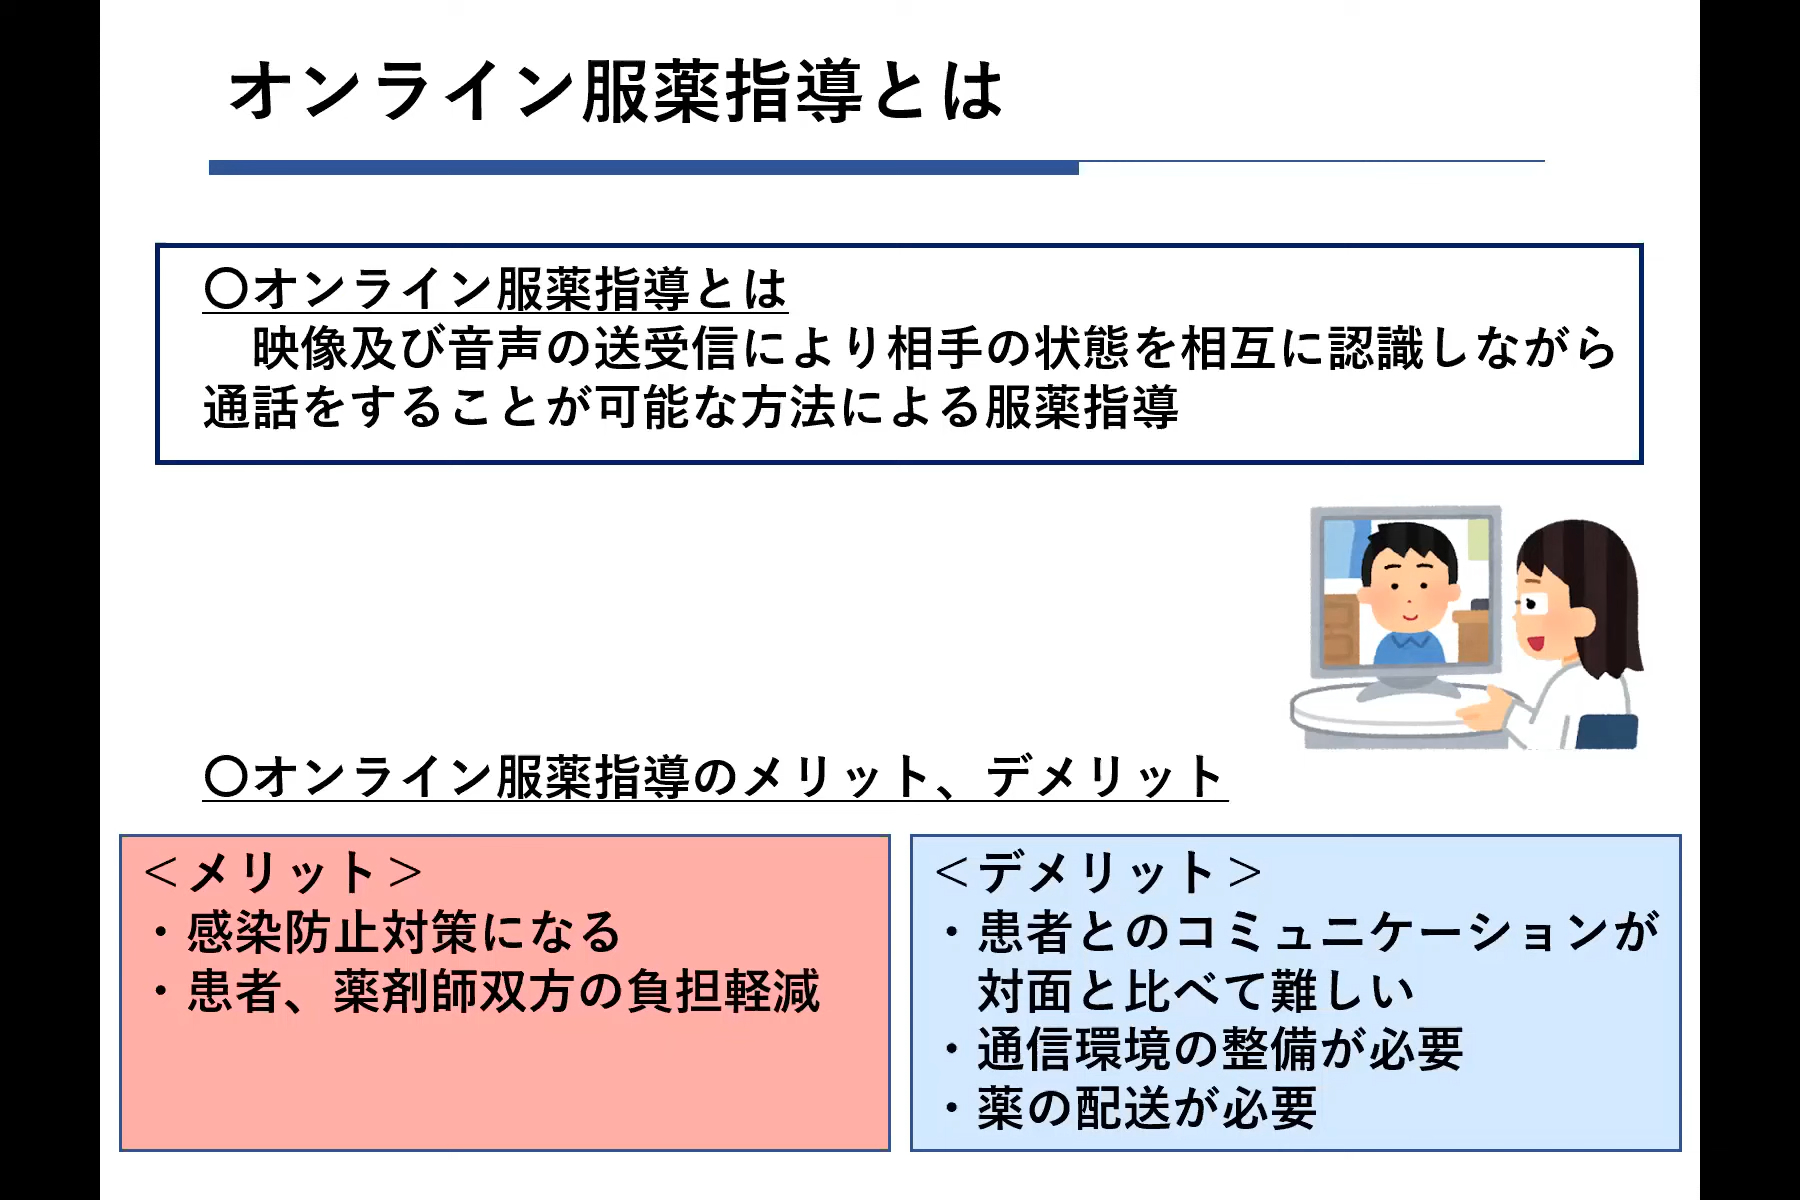 オンライン服薬指導とは
〇オンライン服薬指導とは
　映像及び音声の送受信により相手の状態を相互に認識しながら
通話をすることが可能な方法による服薬指導
〇オンライン服薬指導のメリット、デメリット
＜メリット＞
・感染防止対策になる
・患者、薬剤師双方の負担軽減
＜デメリット＞
・患者とのコミュニケーションが
　対面と比べて難しい
・通信環境の整備が必要
・薬の配送が必要